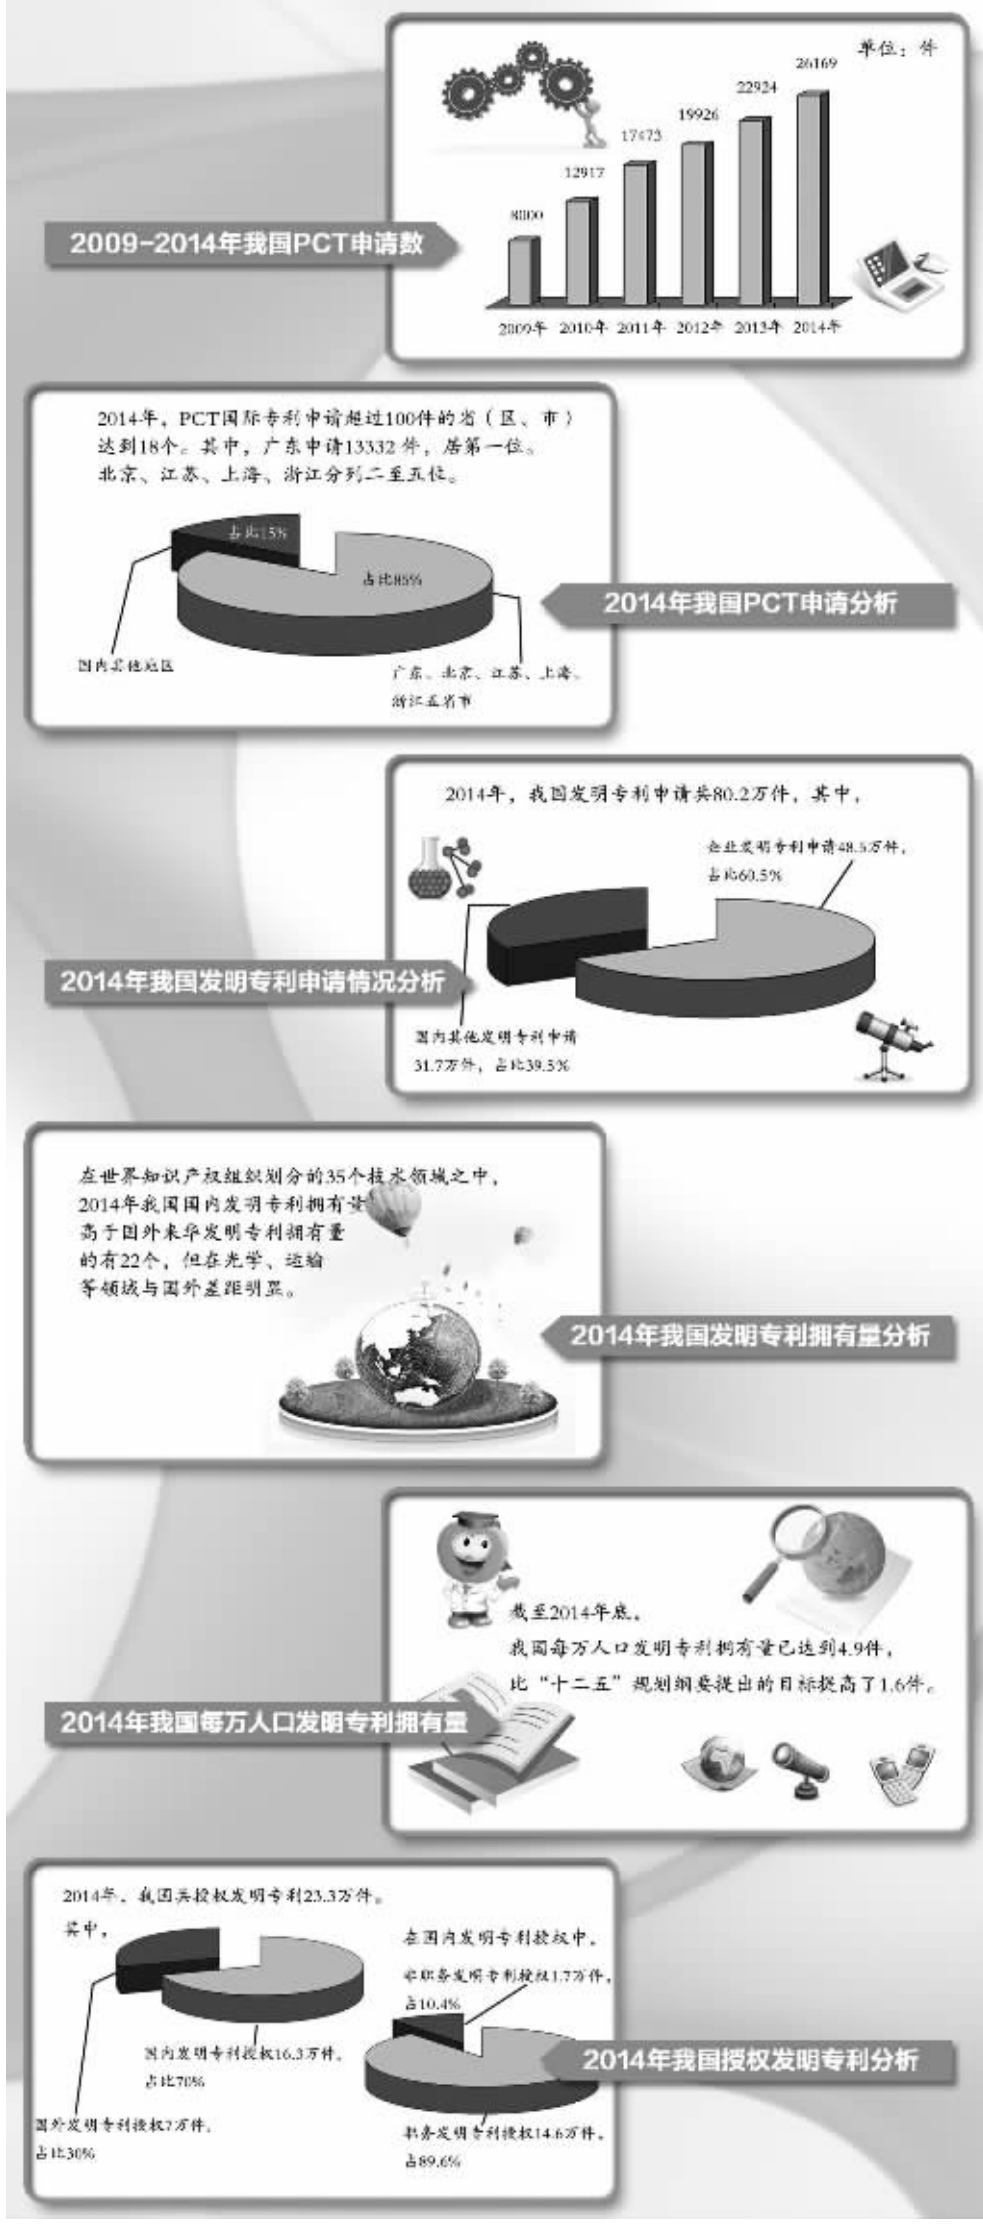 单位：件
26169
22924
19926
17473
12917
8000
2009-2014年我国PCT申请数
2009年 2010年 2011年 2012年 2013年 2014年
2014年，PCT国际专利申请超过100件的省（区、市）
达到18个。其中，广东申请13332件，居第一位。
北京、江苏、上海、浙江分列二至五位。
占比15%
占比85%
2014年我国PCT申请分析
国内其他地区
广东、北京、江苏、上海、
浙江五省市
2014年，我国发明专利申请共80.2万件，其中，
企业发明专利申请48.5万件，
占比60.5%
2014年我国发明专利申请情况分析
国内其他发明专利申请
31.7万件，占比39.5%
在世界知识产权组织划分的35个技术领域之中，
2014年我国国内发明专利拥有量
高于国外来华发明专利拥有量
的有22个，但在光学、运输
等领域与国外差距明显。
2014年我国发明专利拥有量分析
截至2014年底，
我国每万人口发明专利拥有量已达到4.9件，
比“十二五”规划纲要提出的目标提高了1.6件。
2014年我国每万人口发明专利拥有量
2014年，我国共授权发明专利23.3万件。
其中，
在国内发明专利授权中，
非职务发明专利授权1.7万件，
占10.4%
国内发明专利授权16.3万件，
占比70%
2014年我国授权发明专利分析
国外发明专利授权7万件，
占比30%
职务发明专利授权14.6万件，
占89.6%